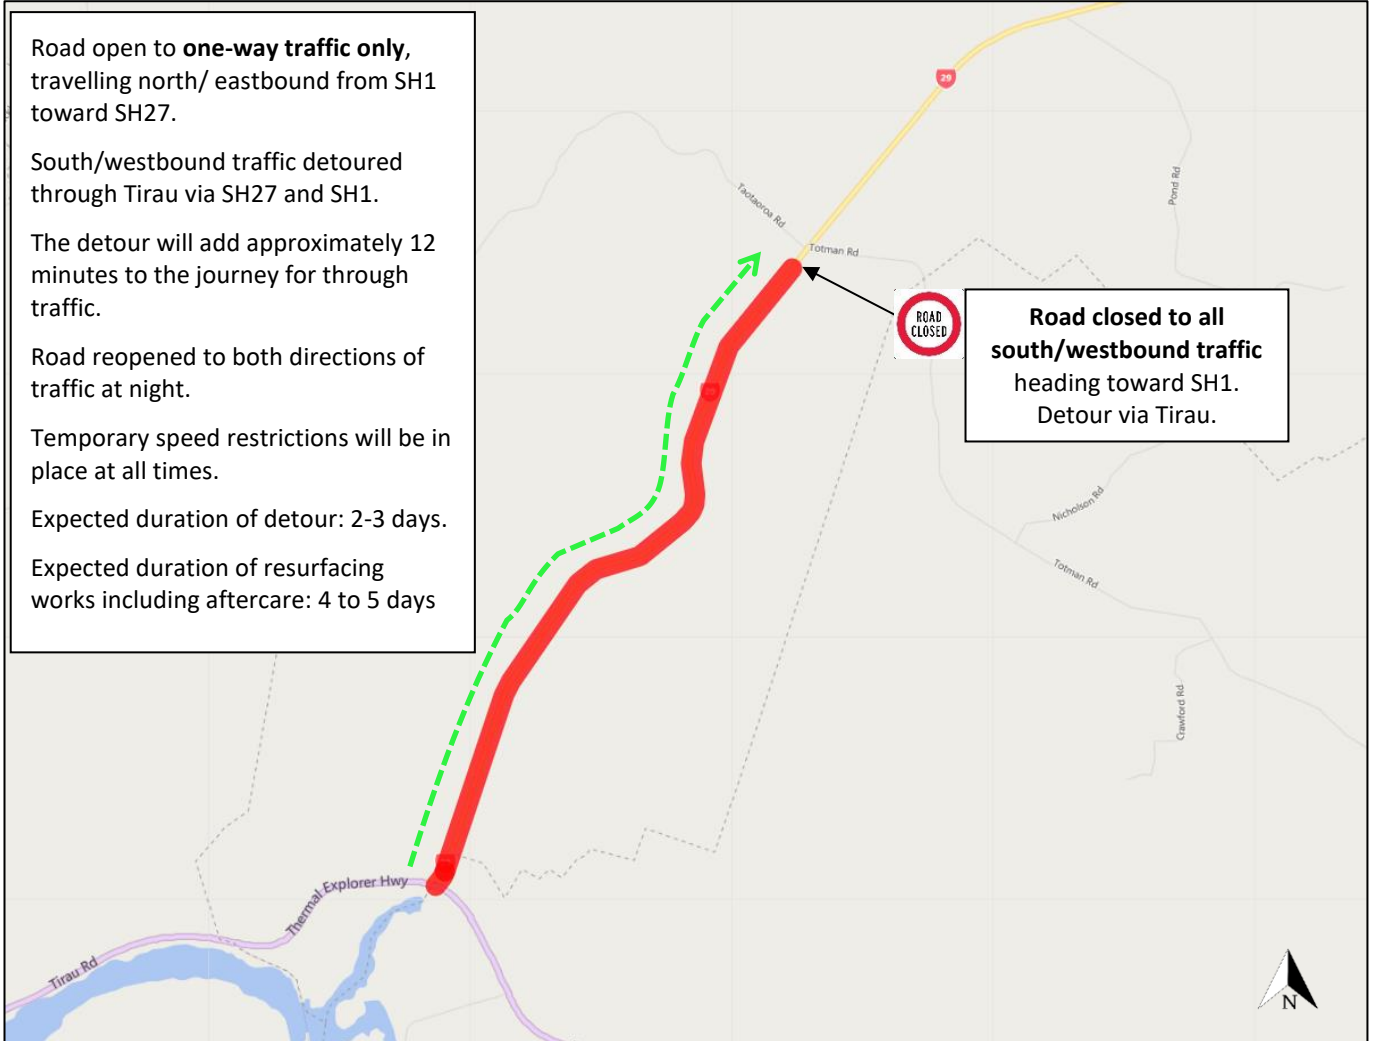 Road open to one-way traffic only,
travelling north/ eastbound from SH1
toward SH27.
South/westbound traffic detoured
through Tirau via SH27 and SH1.
The detour will add approximately 12
minutes to the journey for through
traffic.
Road reopened to both directions of
traffic at night.
Temporary speed restrictions will be in
place at all times.
Expected duration of detour: 2-3 days.
Expected duration of resurfacing
works including aftercare: 4 to 5 days
29
Pond Rd
Taotaoroa Rd
Totman Rd
ROAD
CLOSED
Road closed to all
south/westbound traffic
heading toward SH1.
Detour via Tirau.
Nicholson Rd
Totman Rd
Crawford Rd
Thermal Explorer Hwy
Tirau Rd
N